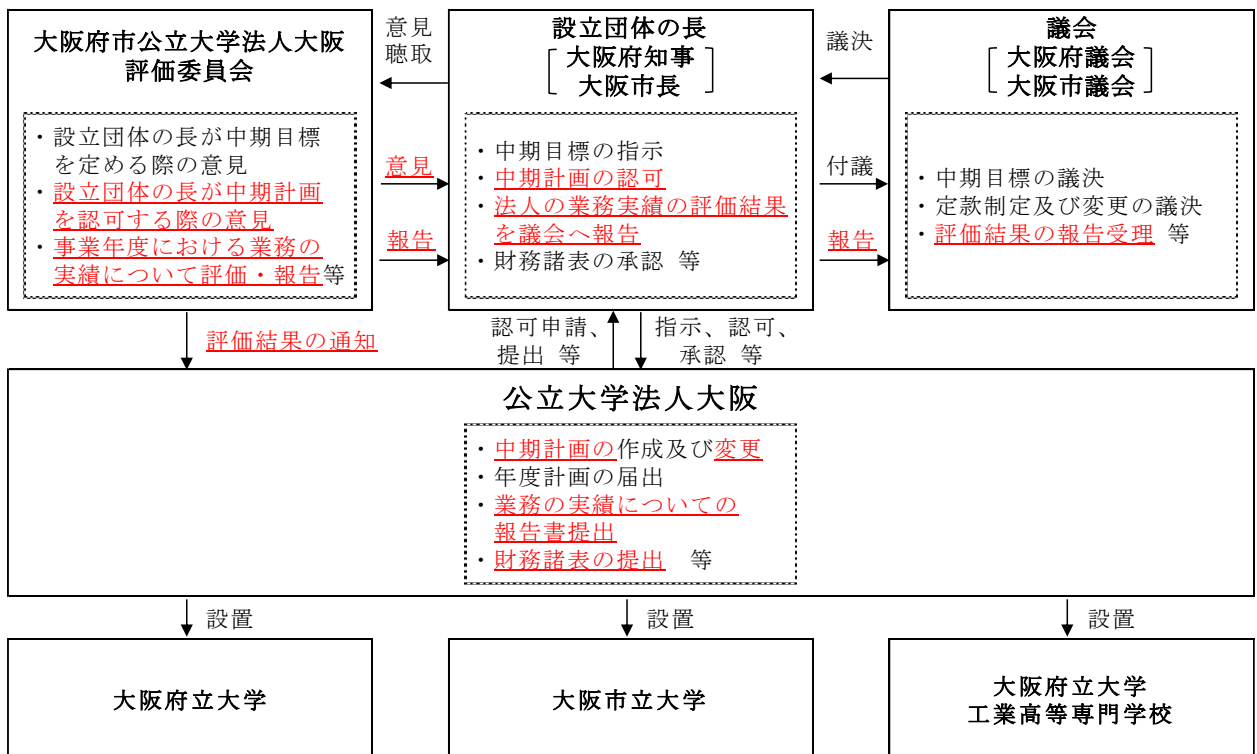 大阪府市公立大学法人大阪
評価委員会
・設立団体の長が中期目標
を定める際の意見
・設立団体の長が中期計画
を認可する際の意見
・事業年度における業務の
実績について評価・報告等
意見
聴取
意見
報告
設立団体の長
大阪府知事
大阪市長
・中期目標の指示
・中期計画の認可
・法人の業務実績の評価結果
を議会へ報告
・財務諸表の承認 等
議決
付議
報告
議会
大阪府議会
大阪市議会
・中期目標の議決
・定款制定及び変更の議決
・評価結果の報告受理 等
評価結果の通知
認可申請、
提出 等
指示、認可、
承認 等
公立大学法人大阪
・中期計画の作成及び変更
・年度計画の届出
・業務の実績についての
報告書提出
・財務諸表の提出 等
設置
設置
設置
大阪府立大学
大阪市立大学
大阪府立大学
工業高等専門学校